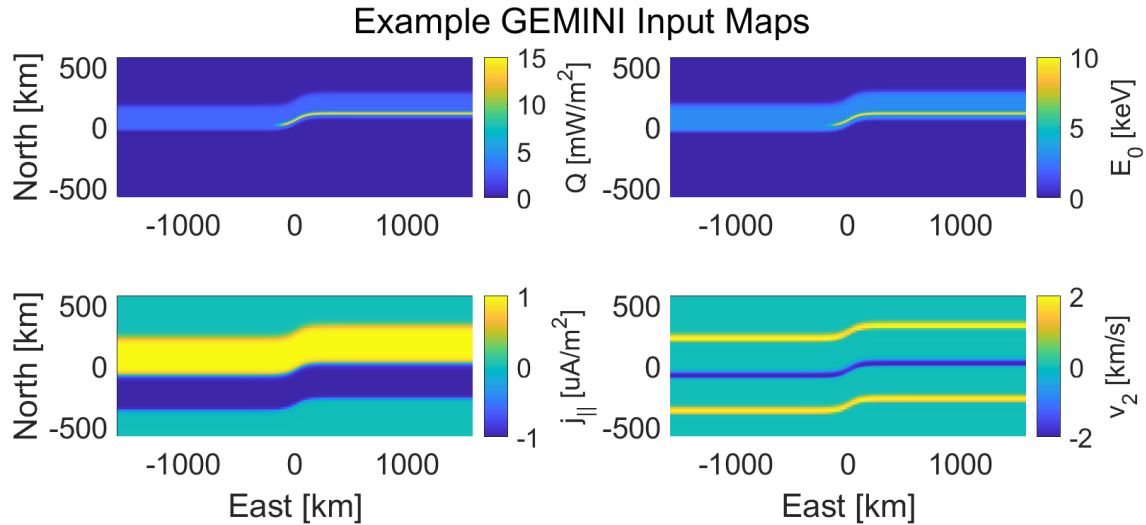 Example GEMINI Input Maps
North [km]
500
0
-500
-1000 0 1000
15
10
5
0
Q [mW/m²]
500
0
-500
-1000 0 1000
10
5
0
E₀ [keV]
North [km]
500
0
-500
-1000 0 1000
East [km]
1
0
-1
j_{||} [uA/m²]
500
0
-500
-1000 0 1000
East [km]
2
0
-2
v₂ [km/s]